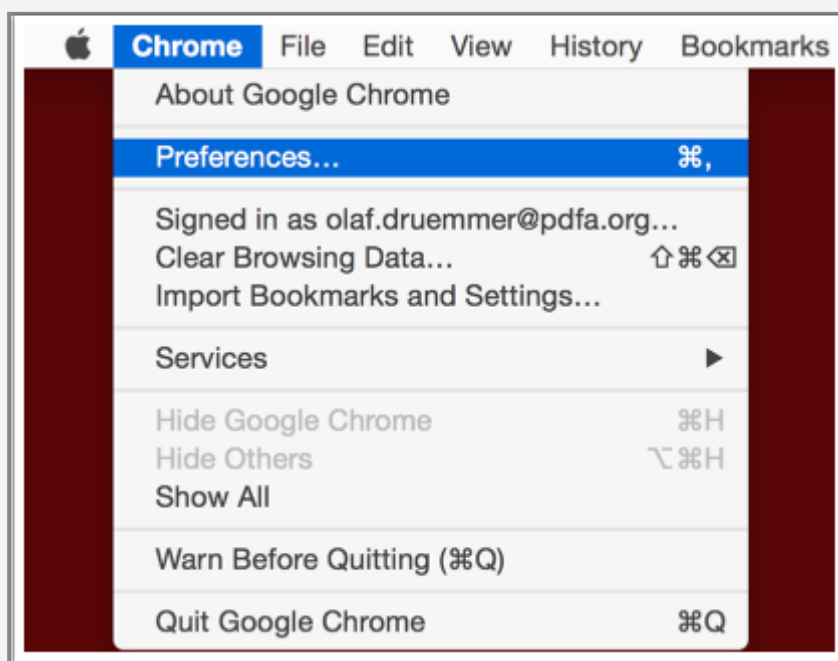 Chrome File Edit View History Bookmarks
About Google Chrome
Preferences... ⌘,
Signed in as olaf.druemmer@pdfa.org...
Clear Browsing Data... ⇧⌘⌫
Import Bookmarks and Settings...
Services ▶
Hide Google Chrome ⌘H
Hide Others ⌥⌘H
Show All
Warn Before Quitting (⌘Q)
Quit Google Chrome ⌘Q